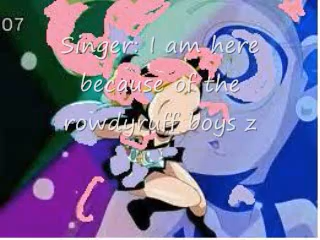 07
Singer: I am here
because of the
rowdyruff boys z